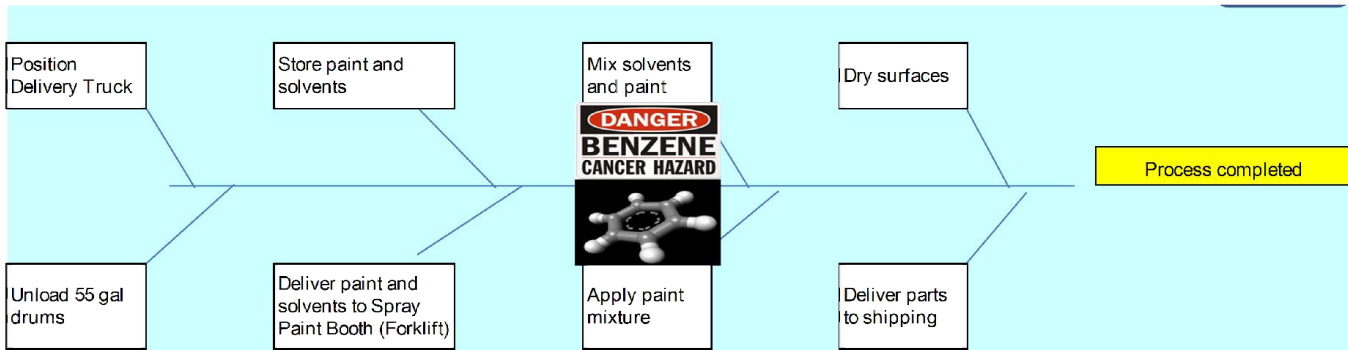 Position
Delivery Truck
Store paint and
solvents
Mix solvents
and paint
Dry surfaces
DANGER
BENZENE
CANCER HAZARD
Process completed
Unload 55 gal
drums
Deliver paint and
solvents to Spray
Paint Booth (Forklift)
Apply paint
mixture
Deliver parts
to shipping